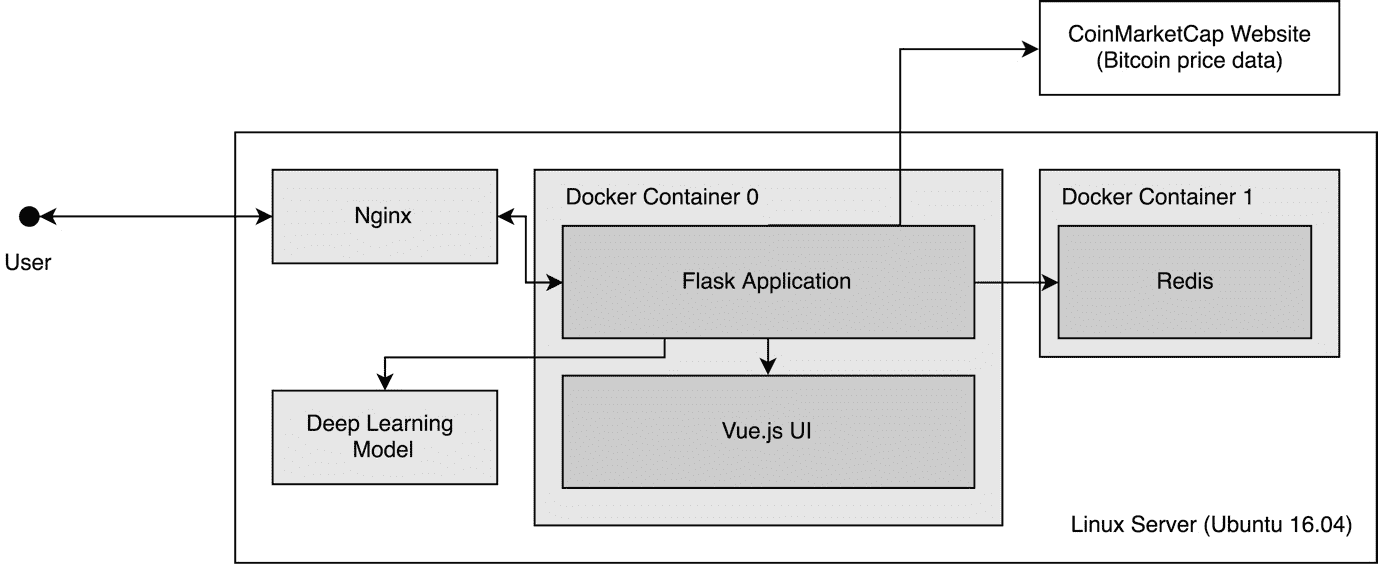 CoinMarketCap Website
(Bitcoin price data)
User
Nginx
Docker Container 0
Flask Application
Docker Container 1
Redis
Deep Learning
Model
Vue.js UI
Linux Server (Ubuntu 16.04)